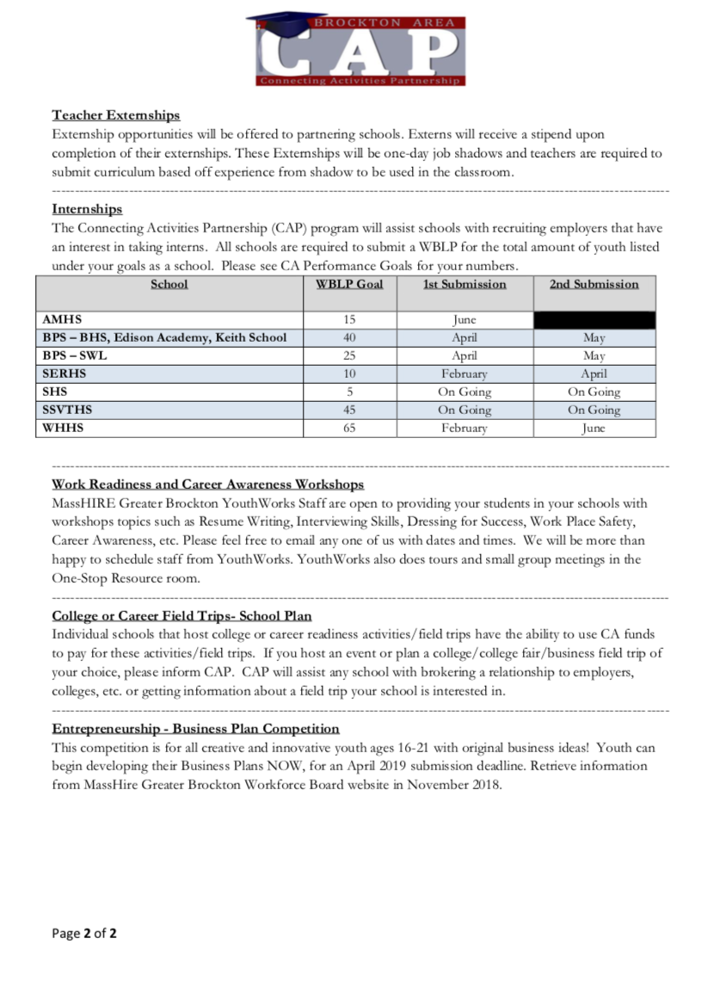 BROCKTON AREA
CAP
Connecting Activities Partnership
Teacher Externships
Externship opportunities will be offered to partnering schools. Externs will receive a stipend upon
completion of their externships. These Externships will be one-day job shadows and teachers are required to
submit curriculum based off experience from shadow to be used in the classroom.
Internships
The Connecting Activities Partnership (CAP) program will assist schools with recruiting employers that have
an interest in taking interns.  All schools are required to submit a WBLP for the total amount of youth listed
under your goals as a school.  Please see CA Performance Goals for your numbers.
School WBLP Goal 1st Submission 2nd Submission
AMHS 15 June
BPS – BHS, Edison Academy, Keith School 40 April May
BPS – SWL 25 April May
SERHS 10 February April
SHS 5 On Going On Going
SSVTHS 45 On Going On Going
WHHS 65 February June
Work Readiness and Career Awareness Workshops
MassHIRE Greater Brockton YouthWorks Staff are open to providing your students in your schools with
workshops topics such as Resume Writing, Interviewing Skills, Dressing for Success, Work Place Safety,
Career Awareness, etc. Please feel free to email any one of us with dates and times.  We will be more than
happy to schedule staff from YouthWorks. YouthWorks also does tours and small group meetings in the
One-Stop Resource room.
College or Career Field Trips- School Plan
Individual schools that host college or career readiness activities/field trips have the ability to use CA funds
to pay for these activities/field trips.  If you host an event or plan a college/college fair/business field trip of
your choice, please inform CAP.  CAP will assist any school with brokering a relationship to employers,
colleges, etc. or getting information about a field trip your school is interested in.
Entrepreneurship - Business Plan Competition
This competition is for all creative and innovative youth ages 16-21 with original business ideas!  Youth can
begin developing their Business Plans NOW, for an April 2019 submission deadline. Retrieve information
from MassHire Greater Brockton Workforce Board website in November 2018.
Page 2 of 2